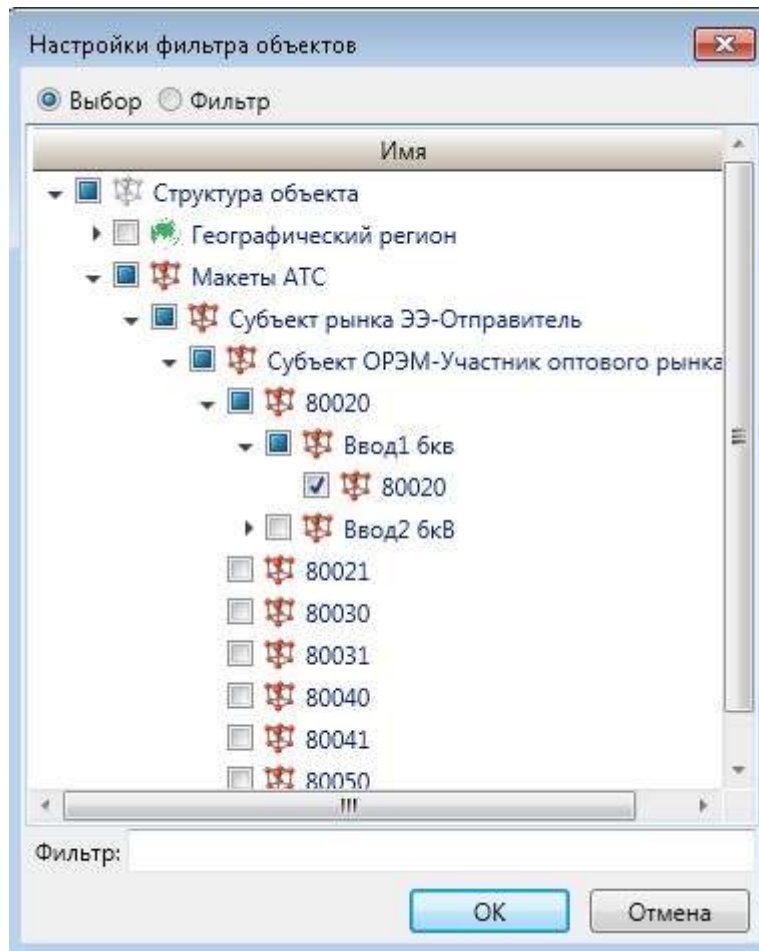 Настройки фильтра объектов
Выбор Фильтр
Имя
Структура объекта
Географический регион
Макеты АТС
Субъект рынка ЭЭ-Отправитель
Субъект ОРЭМ-Участник оптового рынка
80020
Ввод1 6кв
80020
Ввод2 6кВ
80021
80030
80031
80040
80041
80050
Фильтр:
OK Отмена